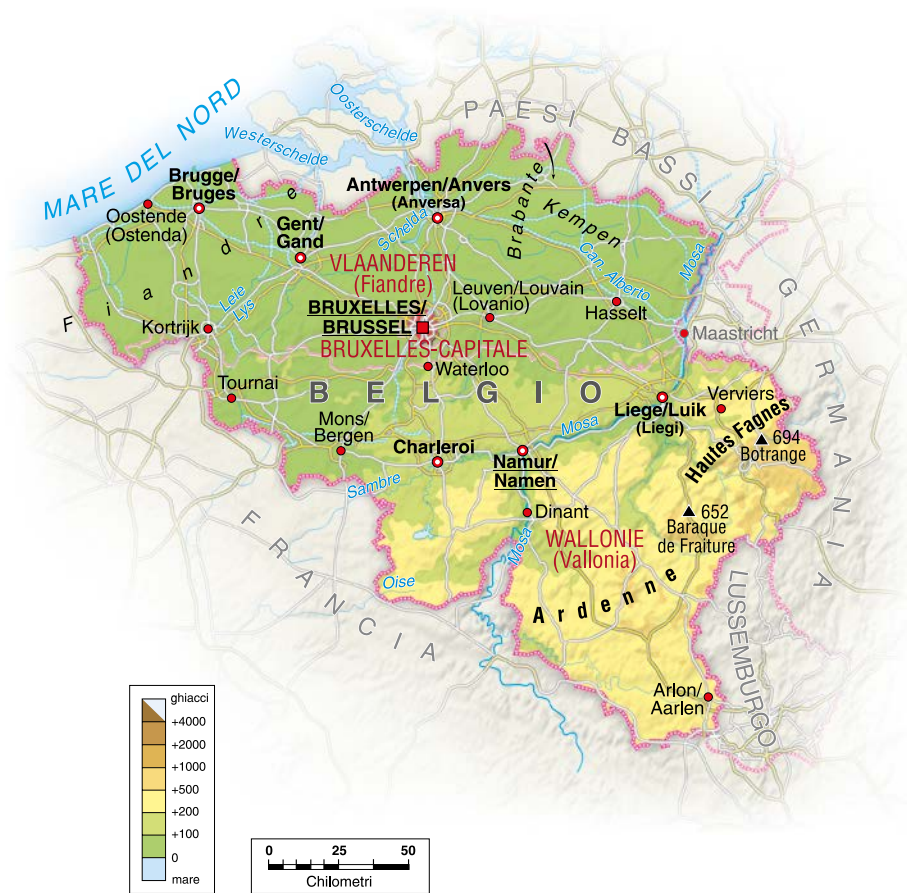 MARE DEL NORD
Oosterschelde
Westerschelde
PAESI BASSI
Brugge/
Bruges
Oostende
(Ostenda)
Fiandre
Gent/
Gand
Antwerpen/Anvers
(Anversa)
Schelda
Brabante
Kempen
Can. Alberto
Mosa
VLAANDEREN
(Fiandre)
Leie
Lys
Kortrijk
BRUXELLES/
BRUSSEL
Leuven/Louvain
(Lovanio)
Hasselt
Maastricht
GERMANIA
BRUXELLES-CAPITALE
Waterloo
Tournai
BELGIO
Mons/
Bergen
Charleroi
Mosa
Namur/
Namen
Liege/Luik
(Liegi)
Verviers
Hautes Fagnes
694
Botrange
Sambre
Dinant
652
Baraque
de Fraiture
FRANCIA
Mosa
WALLONIE
(Vallonia)
Oise
Ardenne
LUSSEMBURGO
Arlon/
Aarlen
ghiacci
+4000
+2000
+1000
+500
+200
+100
0
mare
0 25 50
Chilometri